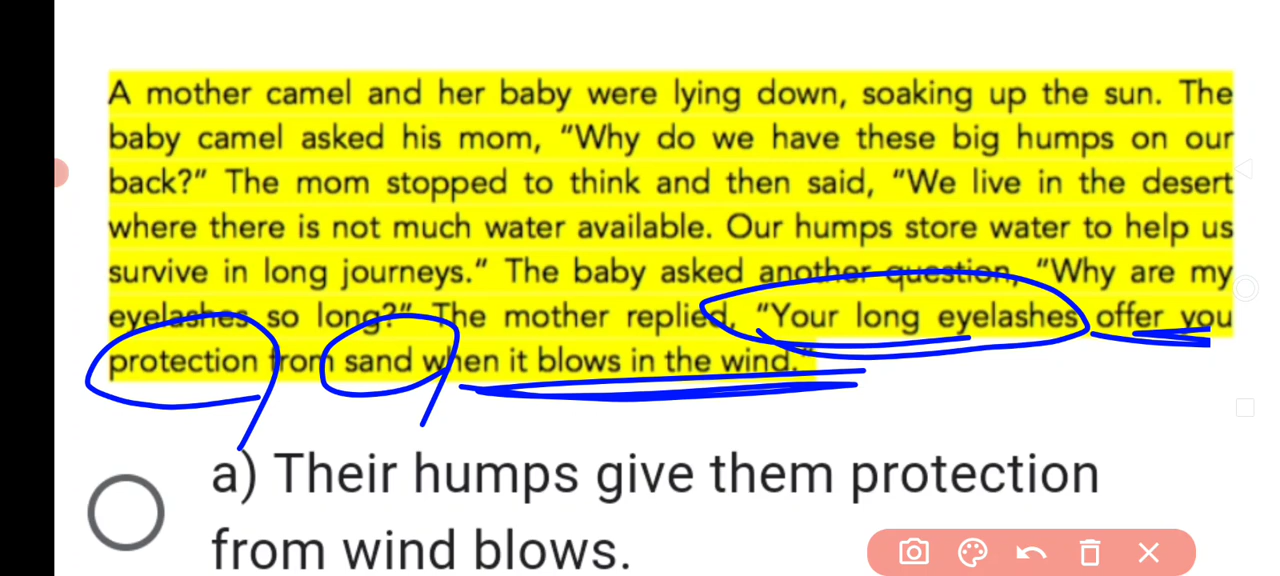 A mother camel and her baby were lying down, soaking up the sun. The
baby camel asked his mom, "Why do we have these big humps on our
back?" The mom stopped to think and then said, "We live in the desert
where there is not much water available. Our humps store water to help us
survive in long journeys." The baby asked another question, "Why are my
eyelashes so long?" The mother replied, "Your long eyelashes offer you
protection from sand when it blows in the wind."
a) Their humps give them protection
from wind blows.